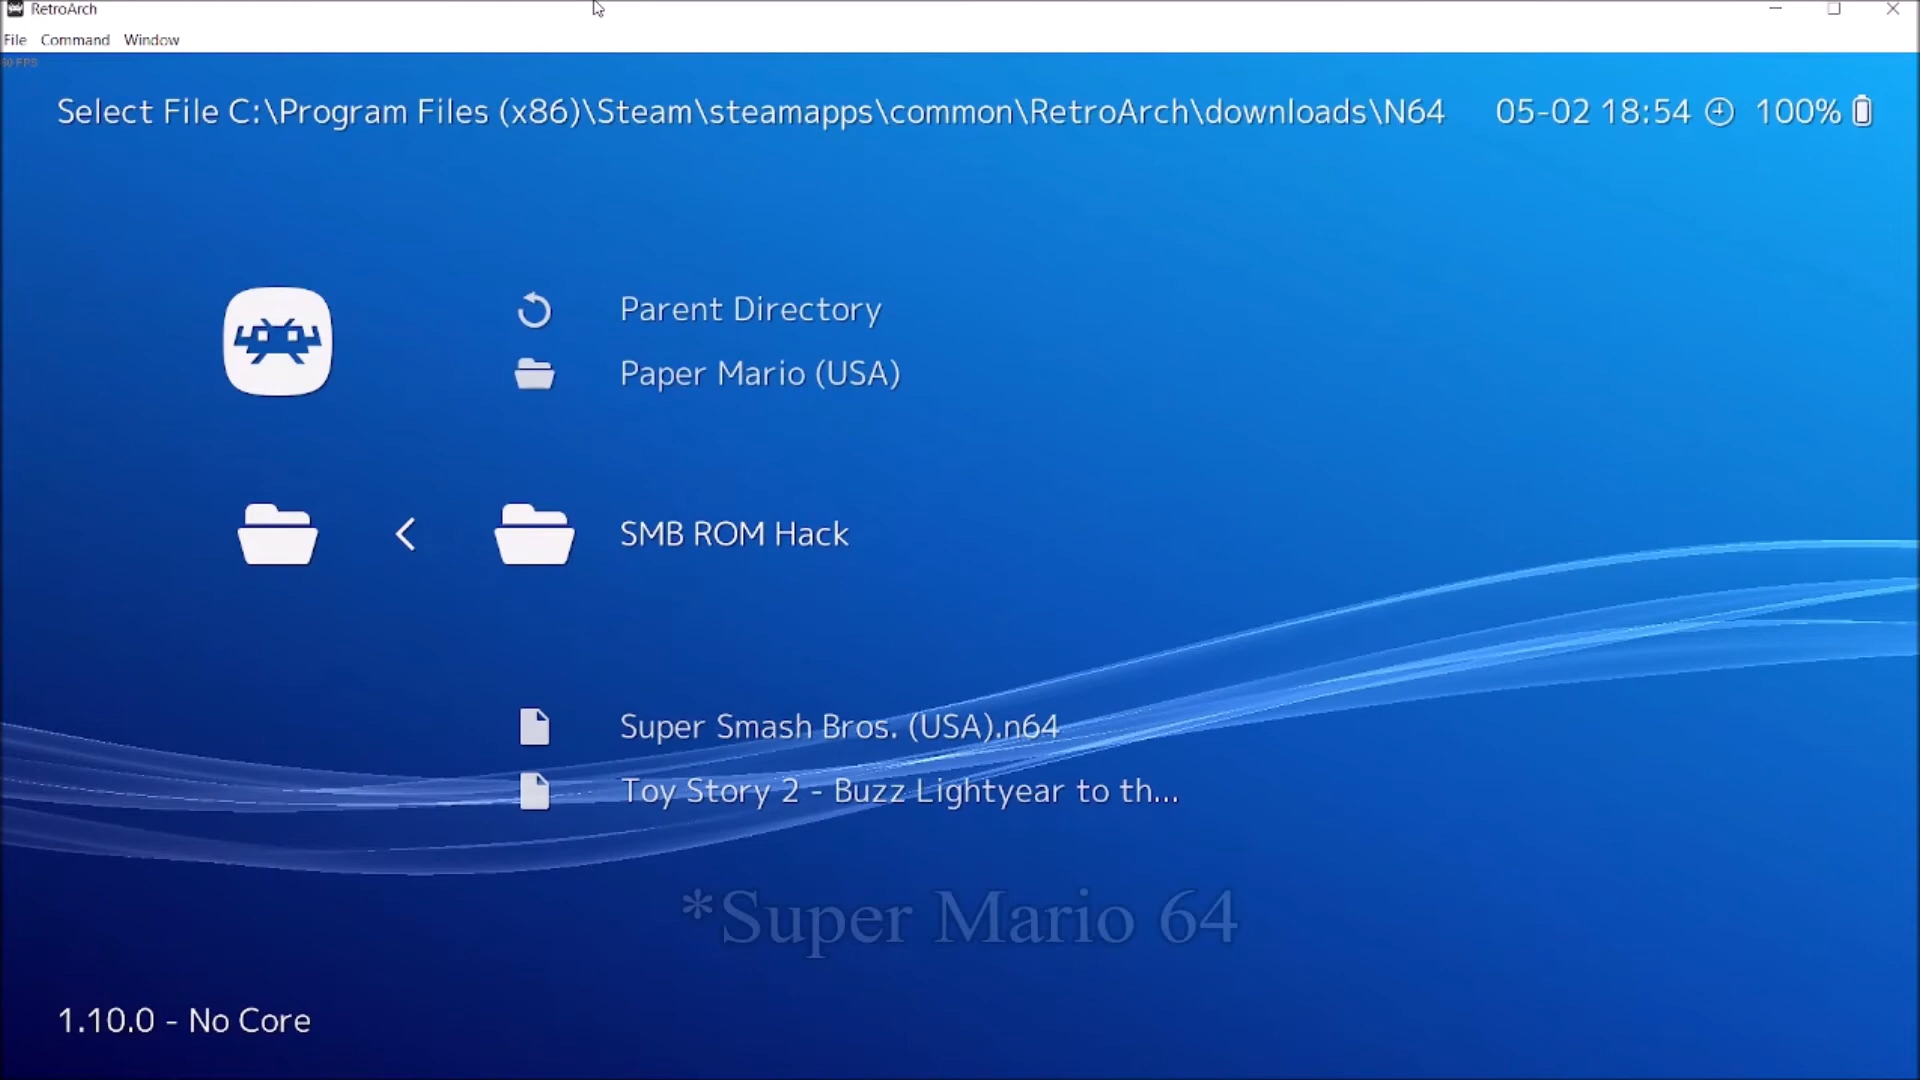 RetroArch
File Command Window
60 FPS
Select File C:\Program Files (x86)\Steam\steamapps\common\RetroArch\downloads\N64 05-02 18:54 100%
Parent Directory
Paper Mario (USA)
SMB ROM Hack
Super Smash Bros. (USA).n64
Toy Story 2 - Buzz Lightyear to th...
*Super Mario 64
1.10.0 - No Core